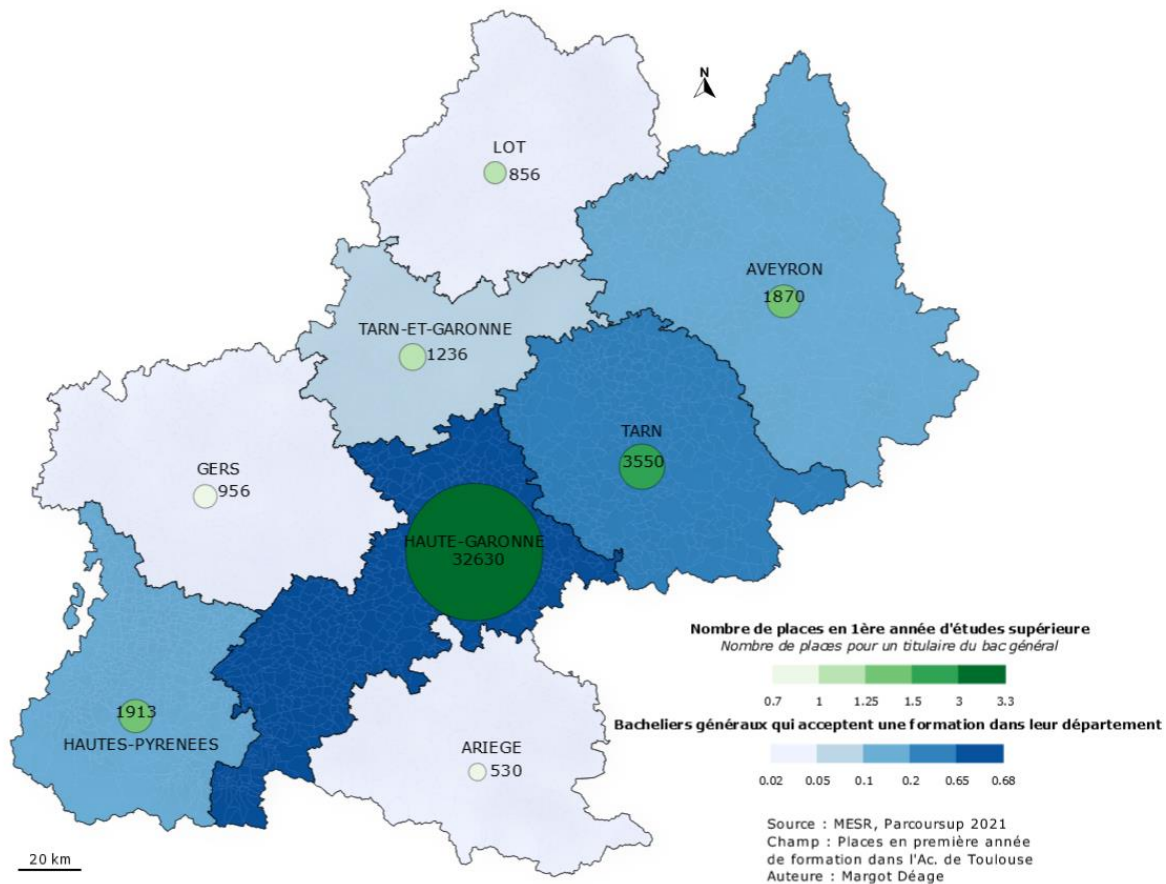 N
LOT
856
AVEYRON
1870
TARN-ET-GARONNE
1236
TARN
3550
GERS
956
HAUTE-GARONNE
32630
1913
HAUTES-PYRENEES
ARIEGE
530
Nombre de places en 1ère année d'études supérieure
Nombre de places pour un titulaire du bac général
0.7 1 1.25 1.5 3 3.3
Bacheliers généraux qui acceptent une formation dans leur département
0.02 0.05 0.1 0.2 0.65 0.68
Source : MESR, Parcoursup 2021
Champ : Places en première année
de formation dans l'Ac. de Toulouse
Auteure : Margot Déage
20 km